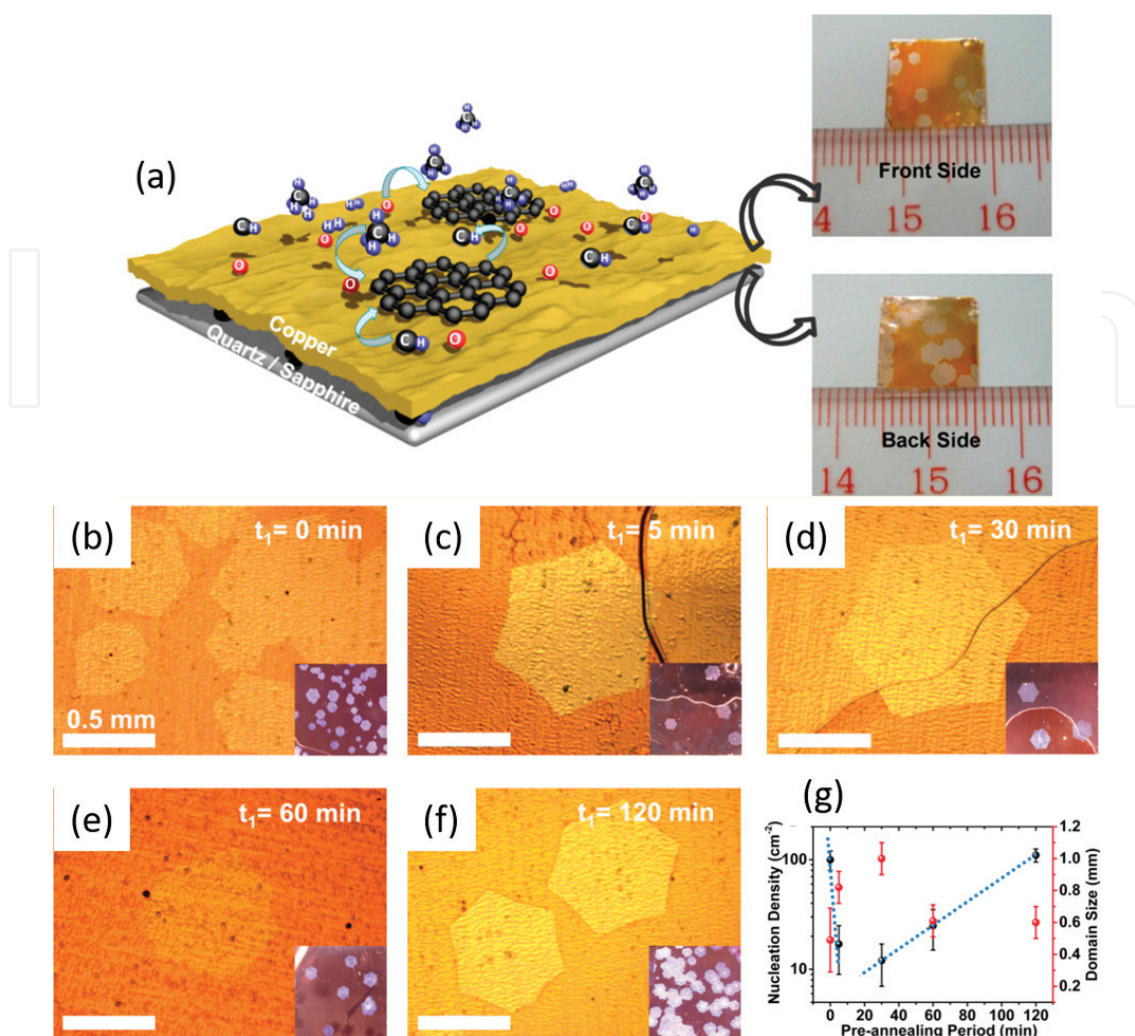 (a)
Copper
Quartz / Sapphire
C
H
O
Front Side
4 15 16
Back Side
14 15 16
(b)
t₁= 0 min
0.5 mm
(c)
t₁= 5 min
(d)
t₁= 30 min
(e)
t₁= 60 min
(f)
t₁= 120 min
(g)
Nucleation Density (cm⁻²)
100
10
1.2
1.0
0.8
0.6
0.4
0.2
Domain Size (mm)
0 20 40 60 80 100 120
Pre-annealing Period (min)